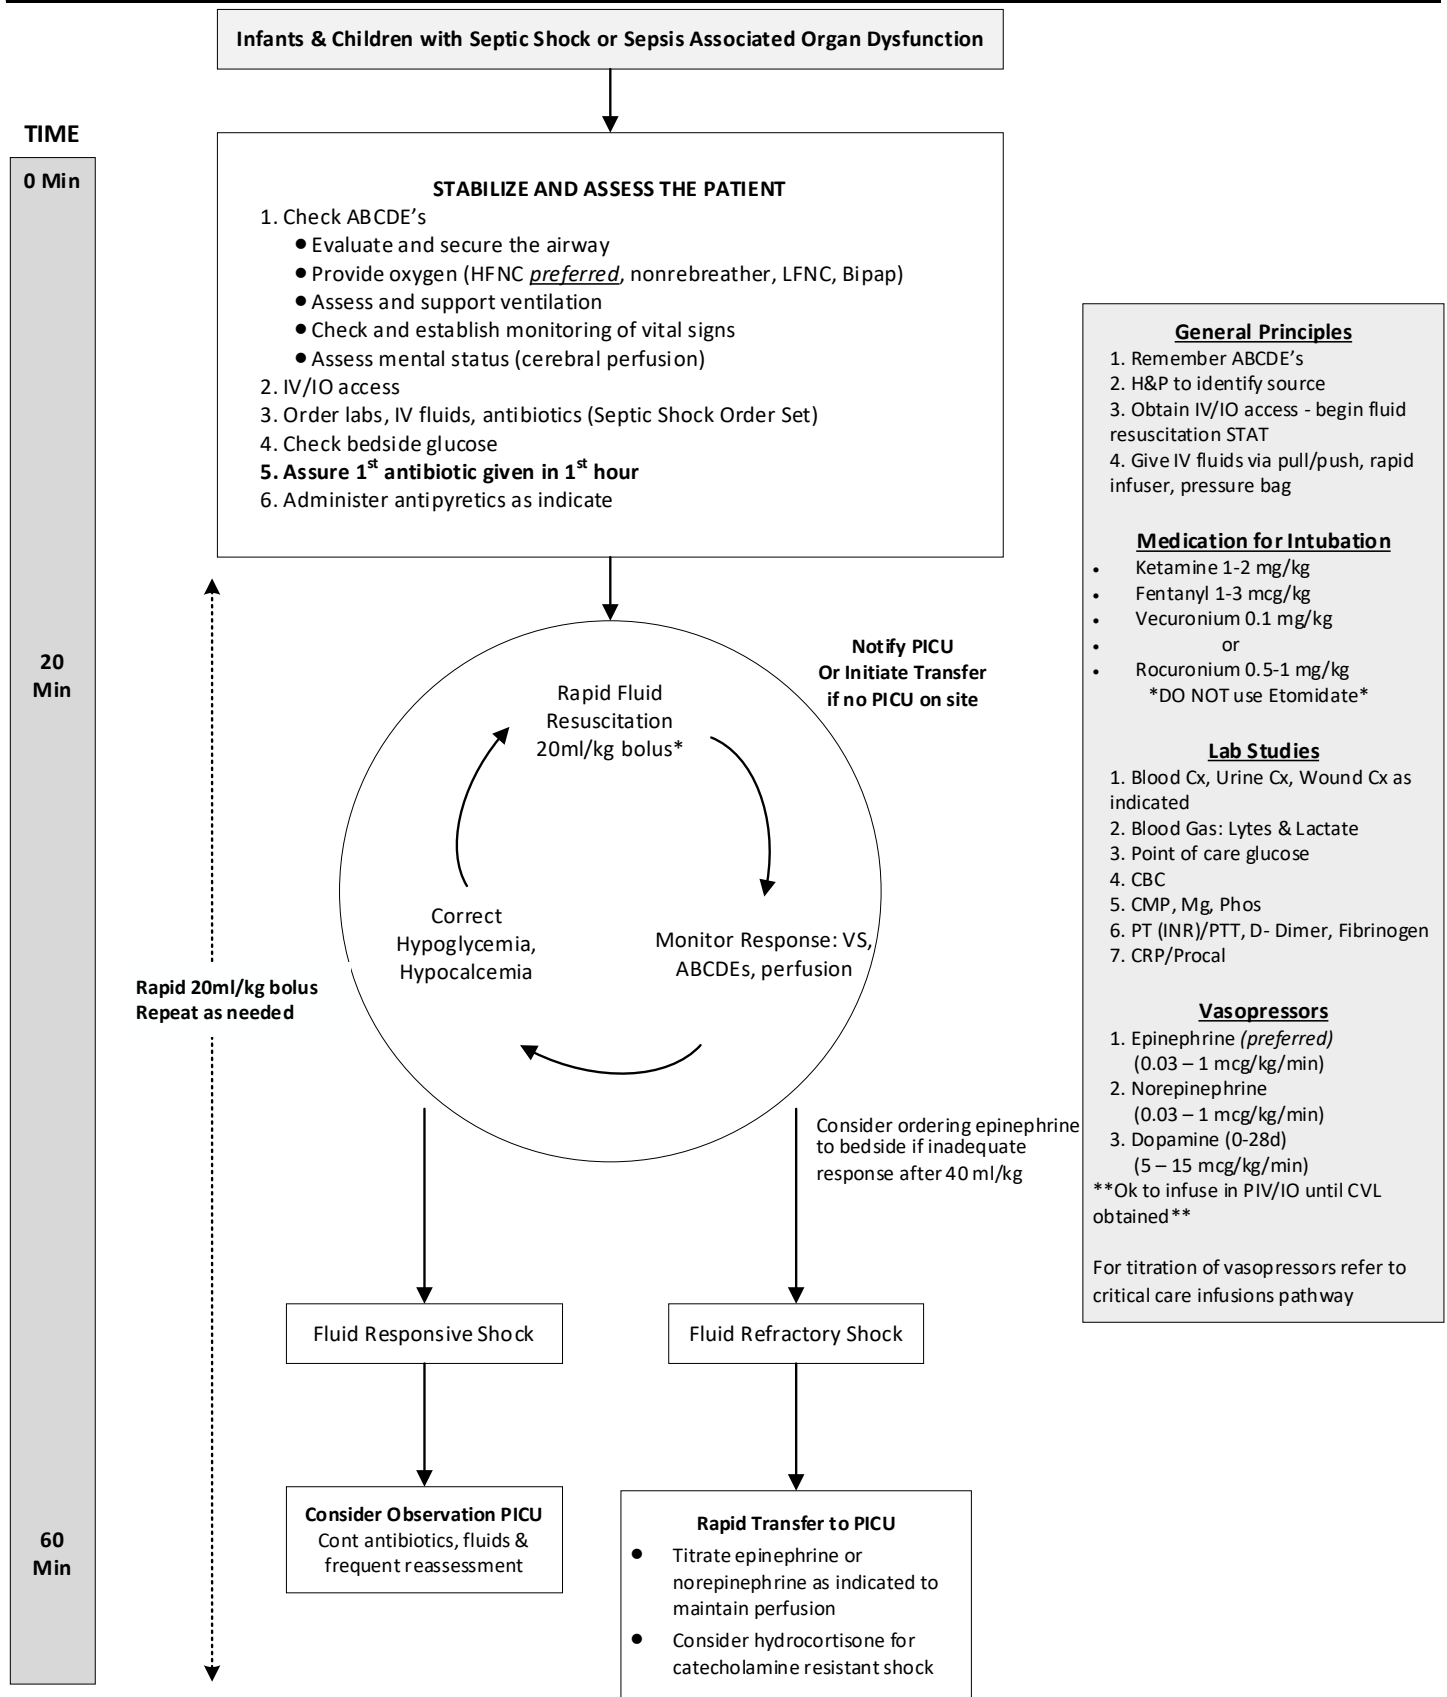 Infants & Children with Septic Shock or Sepsis Associated Organ Dysfunction
TIME
0 Min
STABILIZE AND ASSESS THE PATIENT
1. Check ABCDE’s
● Evaluate and secure the airway
● Provide oxygen (HFNC preferred, nonrebreather, LFNC, Bipap)
● Assess and support ventilation
● Check and establish monitoring of vital signs
● Assess mental status (cerebral perfusion)
2. IV/IO access
3. Order labs, IV fluids, antibiotics (Septic Shock Order Set)
4. Check bedside glucose
5. Assure 1st antibiotic given in 1st hour
6. Administer antipyretics as indicate
20
Min
Notify PICU
Or Initiate Transfer
if no PICU on site
Rapid Fluid
Resuscitation
20ml/kg bolus*
Correct
Hypoglycemia,
Hypocalcemia
Monitor Response: VS,
ABCDEs, perfusion
Rapid 20ml/kg bolus
Repeat as needed
Consider ordering epinephrine
to bedside if inadequate
response after 40 ml/kg
Fluid Responsive Shock
Fluid Refractory Shock
60
Min
Consider Observation PICU
Cont antibiotics, fluids &
frequent reassessment
Rapid Transfer to PICU
● Titrate epinephrine or
norepinephrine as indicated to
maintain perfusion
● Consider hydrocortisone for
catecholamine resistant shock
General Principles
1. Remember ABCDE’s
2. H&P to identify source
3. Obtain IV/IO access - begin fluid
resuscitation STAT
4. Give IV fluids via pull/push, rapid
infuser, pressure bag
Medication for Intubation
• Ketamine 1-2 mg/kg
• Fentanyl 1-3 mcg/kg
• Vecuronium 0.1 mg/kg
• or
• Rocuronium 0.5-1 mg/kg
*DO NOT use Etomidate*
Lab Studies
1. Blood Cx, Urine Cx, Wound Cx as
indicated
2. Blood Gas: Lytes & Lactate
3. Point of care glucose
4. CBC
5. CMP, Mg, Phos
6. PT (INR)/PTT, D- Dimer, Fibrinogen
7. CRP/Procal
Vasopressors
1. Epinephrine (preferred)
(0.03 – 1 mcg/kg/min)
2. Norepinephrine
(0.03 – 1 mcg/kg/min)
3. Dopamine (0-28d)
(5 – 15 mcg/kg/min)
**Ok to infuse in PIV/IO until CVL
obtained**
For titration of vasopressors refer to
critical care infusions pathway